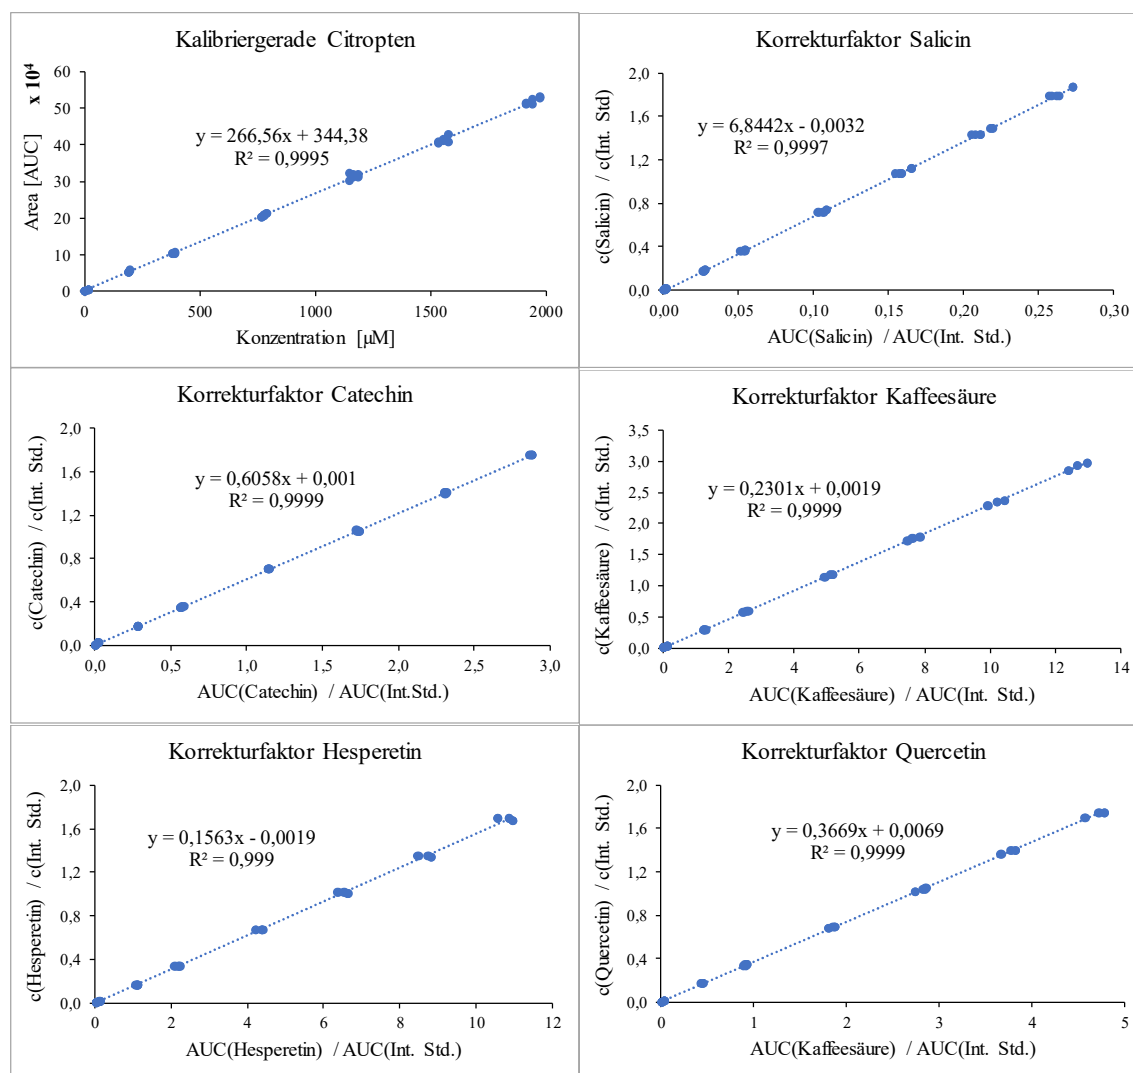 Kalibriergerade Citropten
Area [AUC] x 10⁴
60
50
40
30
20
10
0
y = 266,56x + 344,38
R² = 0,9995
0 500 1000 1500 2000
Konzentration [µM]
Korrekturfaktor Salicin
c(Salicin) / c(Int. Std)
2,0
1,6
1,2
0,8
0,4
0,0
y = 6,8442x - 0,0032
R² = 0,9997
0,00 0,05 0,10 0,15 0,20 0,25 0,30
AUC(Salicin) / AUC(Int. Std.)
Korrekturfaktor Catechin
c(Catechin) / c(Int. Std.)
2,0
1,6
1,2
0,8
0,4
0,0
y = 0,6058x + 0,001
R² = 0,9999
0,0 0,5 1,0 1,5 2,0 2,5 3,0
AUC(Catechin) / AUC(Int.Std.)
Korrekturfaktor Kaffeesäure
c(Kaffeesäure) / c(Int. Std.)
3,5
3,0
2,5
2,0
1,5
1,0
0,5
0,0
y = 0,2301x + 0,0019
R² = 0,9999
0 2 4 6 8 10 12 14
AUC(Kaffeesäure) / AUC(Int. Std.)
Korrekturfaktor Hesperetin
c(Hesperetin) / c(Int. Std.)
2,0
1,6
1,2
0,8
0,4
0,0
y = 0,1563x - 0,0019
R² = 0,999
0 2 4 6 8 10 12
AUC(Hesperetin) / AUC(Int. Std.)
Korrekturfaktor Quercetin
c(Quercetin) / c(Int. Std.)
2,0
1,6
1,2
0,8
0,4
0,0
y = 0,3669x + 0,0069
R² = 0,9999
0 1 2 3 4 5
AUC(Kaffeesäure) / AUC(Int. Std.)